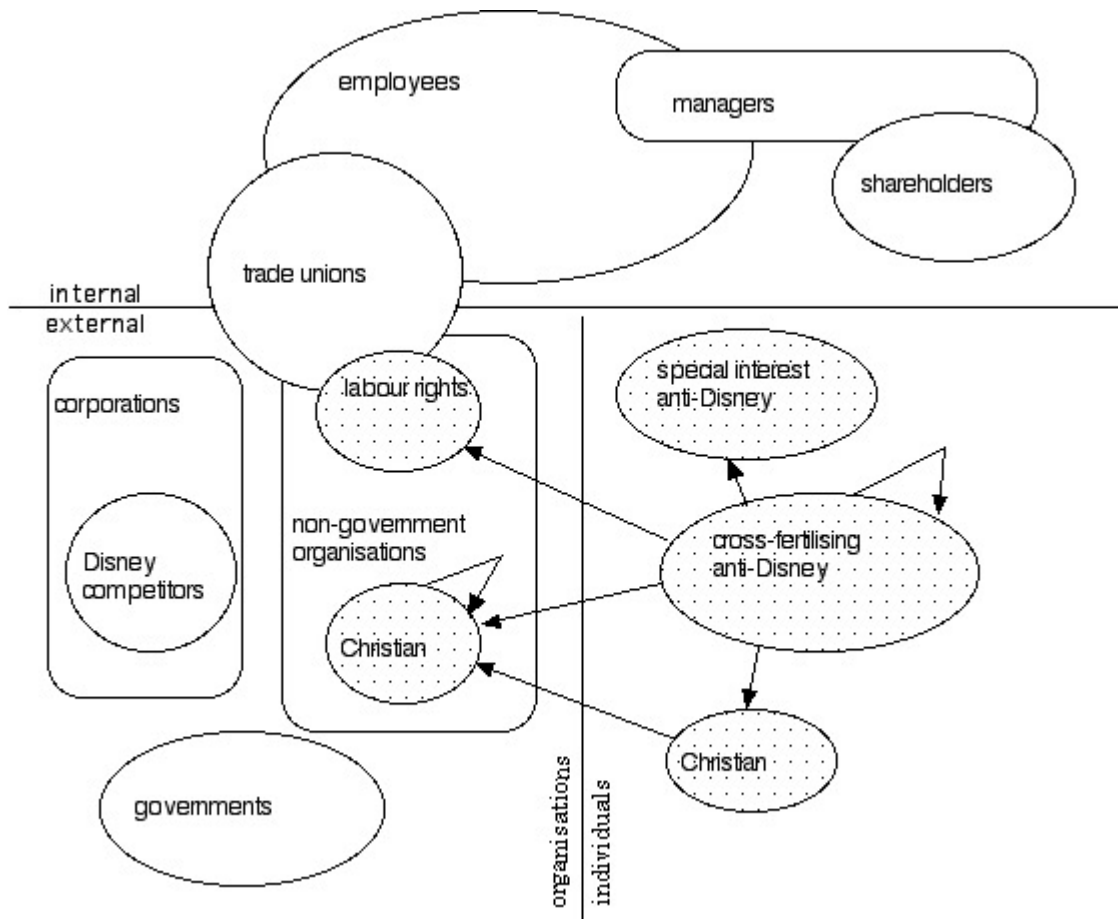 employees
managers
shareholders
trade unions
internal
external
corporations
labour rights
special interest
anti-Disney
non-government
organisations
Disney
competitors
cross-fertilising
anti-Disney
Christian
Christian
governments
organisations
individuals